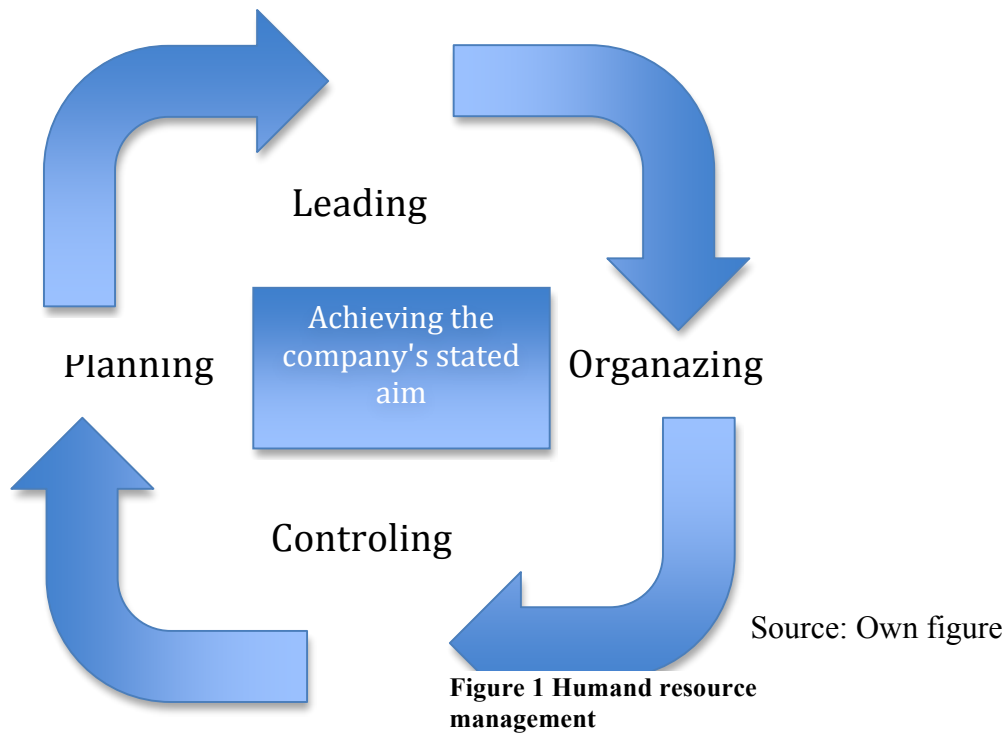 Leading
Achieving the
company's stated
aim
Planning
Organazing
Controling
Source: Own figure
Figure 1 Humand resource
management